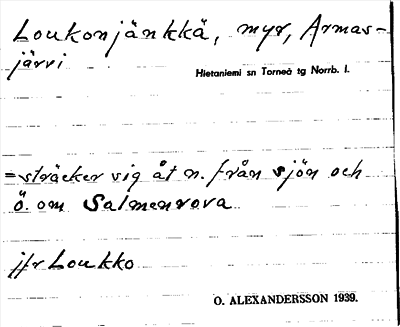 Loukonjänkkä, myr, Armas-
järvi
Hietaniemi sn Torneå tg Norrb. l.
= sträcker sig åt n. från sjön och
ö. om Salmenvova
jfr Loukko
O. ALEXANDERSSON 1939.